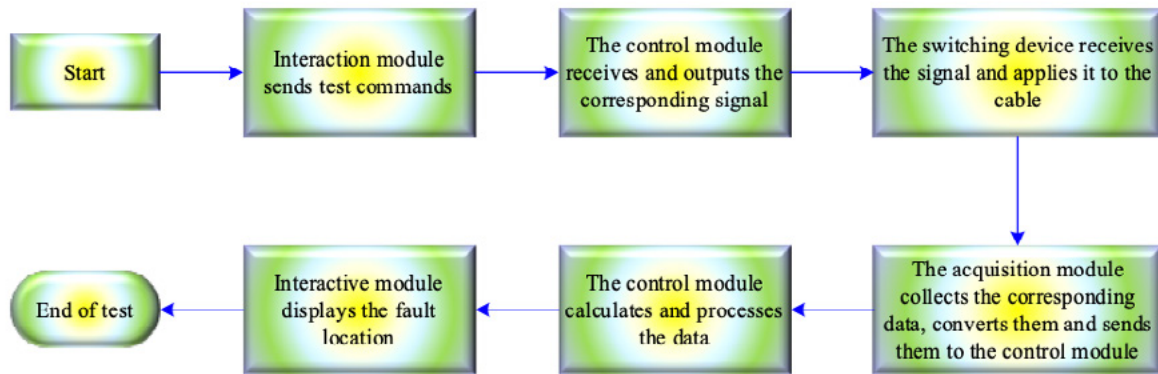 Start
Interaction module
sends test commands
The control module
receives and outputs the
corresponding signal
The switching device receives
the signal and applies it to the
cable
The acquisition module
collects the corresponding
data, converts them and sends
them to the control module
The control module
calculates and processes
the data
Interactive module
displays the fault
location
End of test